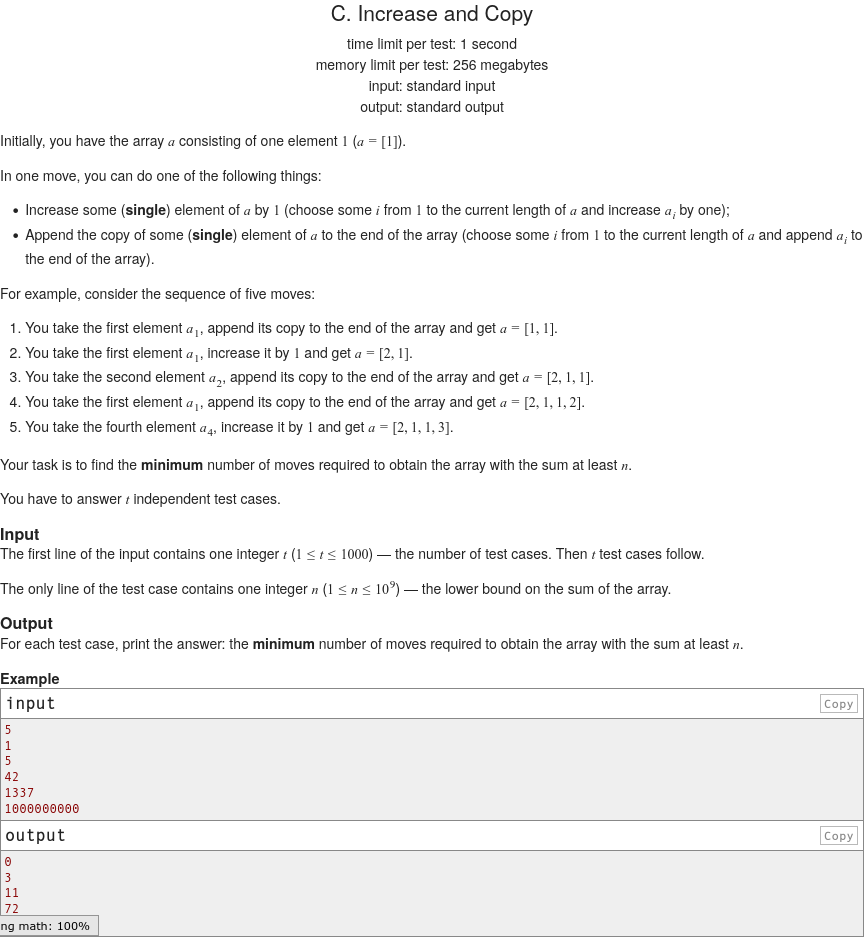 C. Increase and Copy
time limit per test: 1 second
memory limit per test: 256 megabytes
input: standard input
output: standard output
Initially, you have the array a consisting of one element 1 (a = [1]).
In one move, you can do one of the following things:
• Increase some (single) element of a by 1 (choose some i from 1 to the current length of a and increase a_i by one);
• Append the copy of some (single) element of a to the end of the array (choose some i from 1 to the current length of a and append a_i to
the end of the array).
For example, consider the sequence of five moves:
1. You take the first element a_1, append its copy to the end of the array and get a = [1, 1].
2. You take the first element a_1, increase it by 1 and get a = [2, 1].
3. You take the second element a_2, append its copy to the end of the array and get a = [2, 1, 1].
4. You take the first element a_1, append its copy to the end of the array and get a = [2, 1, 1, 2].
5. You take the fourth element a_4, increase it by 1 and get a = [2, 1, 1, 3].
Your task is to find the minimum number of moves required to obtain the array with the sum at least n.
You have to answer t independent test cases.
Input
The first line of the input contains one integer t (1 ≤ t ≤ 1000) — the number of test cases. Then t test cases follow.
The only line of the test case contains one integer n (1 ≤ n ≤ 10^9) — the lower bound on the sum of the array.
Output
For each test case, print the answer: the minimum number of moves required to obtain the array with the sum at least n.
Example
input Copy
5
1
5
42
1337
1000000000
output Copy
0
3
11
72
ng math: 100%